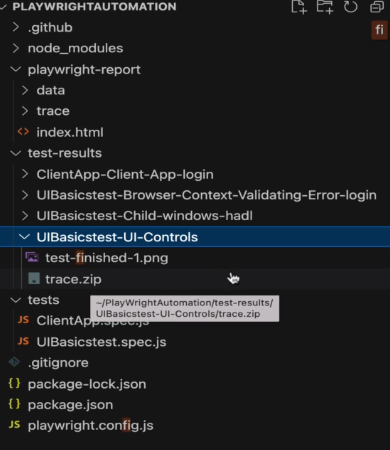 PLAYWRIGHTAUTOMATION
fi
.github
node_modules
playwright-report
data
trace
<> index.html
test-results
ClientApp-Client-App-login
UIBasicstest-Browser-Context-Validating-Error-login
UIBasicstest-Child-windows-hadl
UIBasicstest-UI-Controls
test-finished-1.png
trace.zip
~/PlayWrightAutomation/test-results/
UIBasicstest-UI-Controls/trace.zip
tests
JS ClientApp.spec.js
JS UIBasicstest.spec.js
.gitignore
{} package-lock.json
{} package.json
JS playwright.config.js